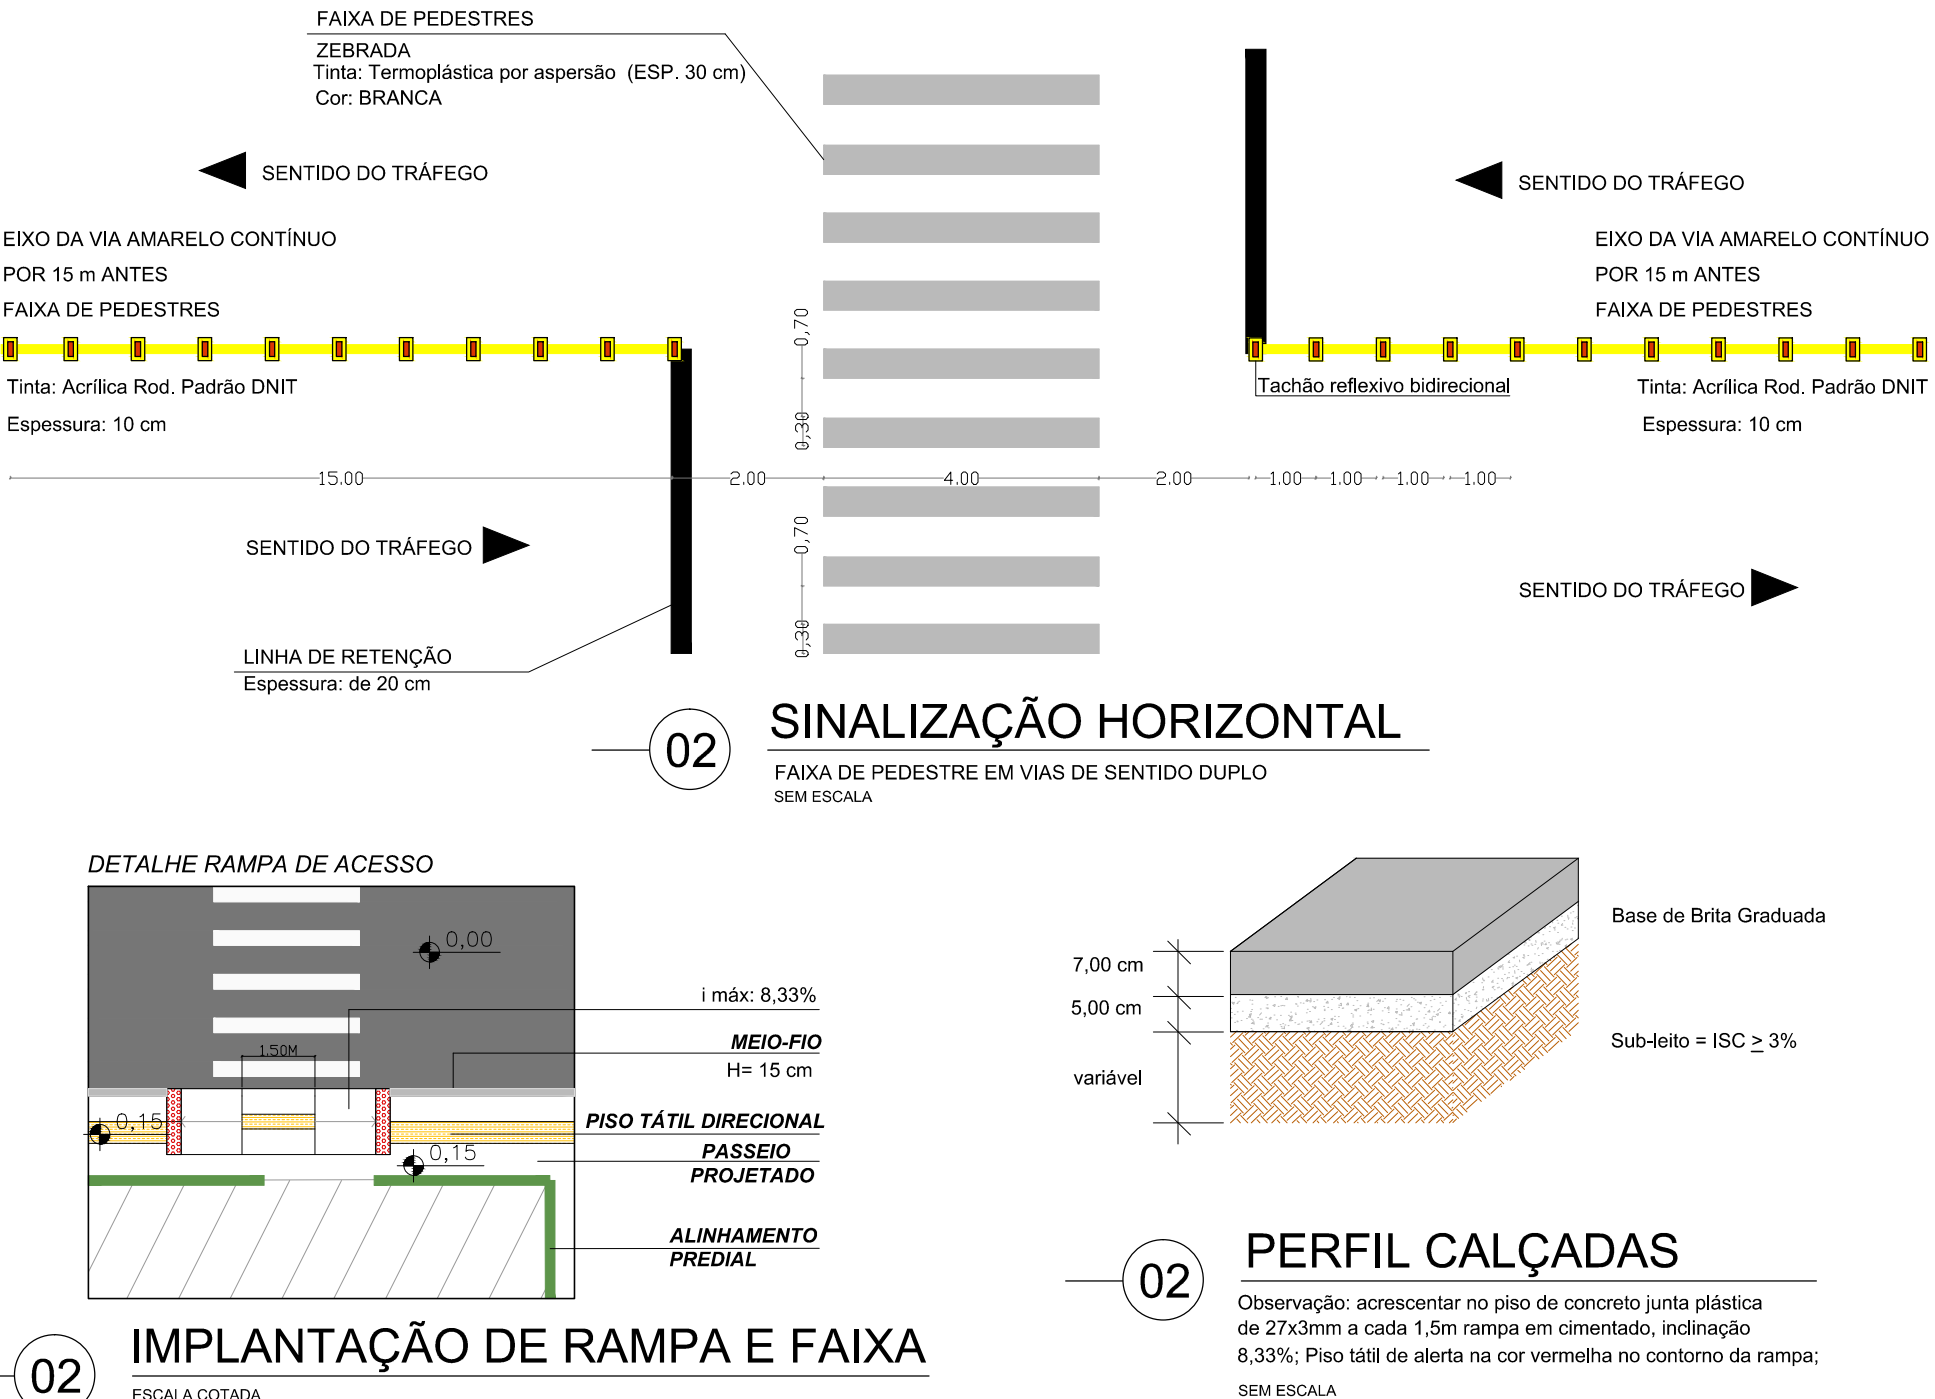 FAIXA DE PEDESTRES
ZEBRADA
Tinta: Termoplástica por aspersão (ESP. 30 cm)
Cor: BRANCA
SENTIDO DO TRÁFEGO
SENTIDO DO TRÁFEGO
EIXO DA VIA AMARELO CONTÍNUO
POR 15 m ANTES
FAIXA DE PEDESTRES
EIXO DA VIA AMARELO CONTÍNUO
POR 15 m ANTES
FAIXA DE PEDESTRES
0,70
Tinta: Acrílica Rod. Padrão DNIT
Espessura: 10 cm
Tachão reflexivo bidirecional
Tinta: Acrílica Rod. Padrão DNIT
Espessura: 10 cm
0,30
15.00
2.00
4.00
2.00
1.00
1.00
1.00
1.00
0,70
SENTIDO DO TRÁFEGO
SENTIDO DO TRÁFEGO
0,30
LINHA DE RETENÇÃO
Espessura: de 20 cm
02
SINALIZAÇÃO HORIZONTAL
FAIXA DE PEDESTRE EM VIAS DE SENTIDO DUPLO
SEM ESCALA
DETALHE RAMPA DE ACESSO
0,00
i máx: 8,33%
MEIO-FIO
H= 15 cm
1.50M
0,15
PISO TÁTIL DIRECIONAL
0,15
PASSEIO
PROJETADO
ALINHAMENTO
PREDIAL
02
IMPLANTAÇÃO DE RAMPA E FAIXA
ESCALA COTADA
7,00 cm
5,00 cm
variável
Base de Brita Graduada
Sub-leito = ISC ≥ 3%
02
PERFIL CALÇADAS
Observação: acrescentar no piso de concreto junta plástica
de 27x3mm a cada 1,5m rampa em cimentado, inclinação
8,33%; Piso tátil de alerta na cor vermelha no contorno da rampa;
SEM ESCALA